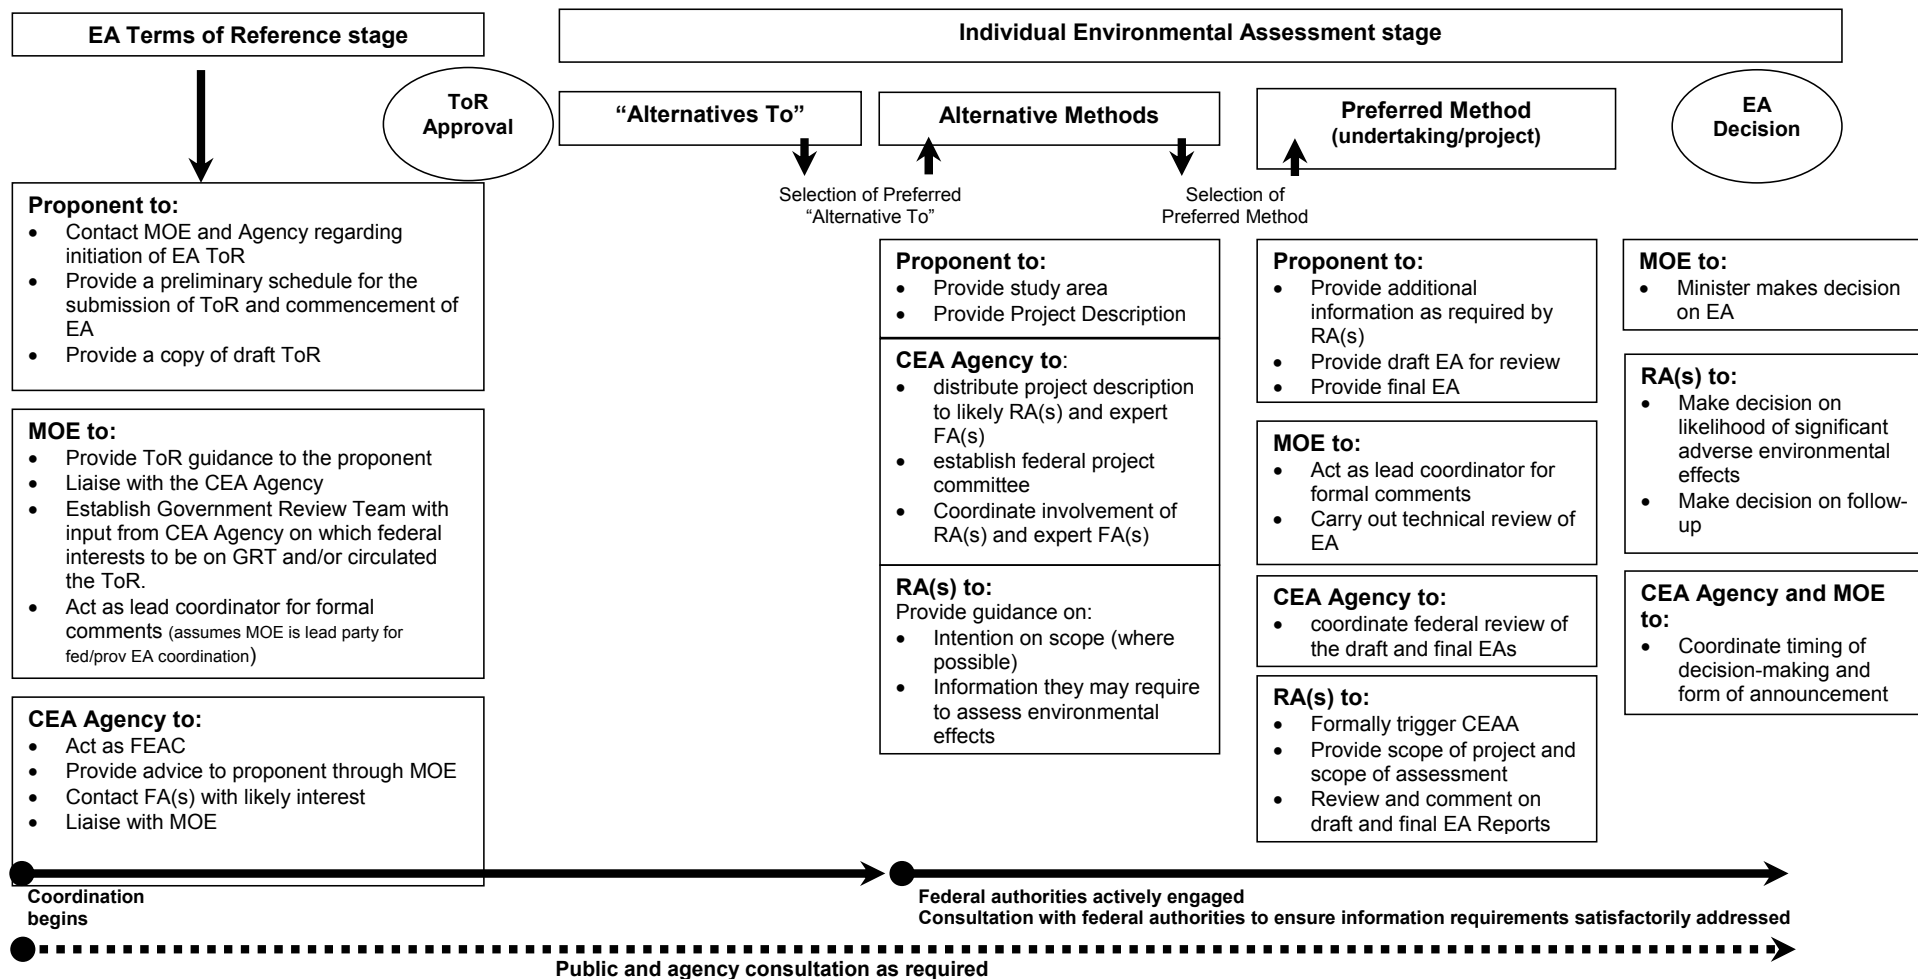 EA Terms of Reference stage
Individual Environmental Assessment stage
ToR
Approval
“Alternatives To”
Alternative Methods
Preferred Method
(undertaking/project)
EA
Decision
Selection of Preferred
“Alternative To”
Selection of
Preferred Method
Proponent to:
• Contact MOE and Agency regarding
initiation of EA ToR
• Provide a preliminary schedule for the
submission of ToR and commencement of
EA
• Provide a copy of draft ToR
MOE to:
• Provide ToR guidance to the proponent
• Liaise with the CEA Agency
• Establish Government Review Team with
input from CEA Agency on which federal
interests to be on GRT and/or circulated
the ToR.
• Act as lead coordinator for formal
comments (assumes MOE is lead party for
fed/prov EA coordination)
CEA Agency to:
• Act as FEAC
• Provide advice to proponent through MOE
• Contact FA(s) with likely interest
• Liaise with MOE
Proponent to:
• Provide study area
• Provide Project Description
CEA Agency to:
• distribute project description
to likely RA(s) and expert
FA(s)
• establish federal project
committee
• Coordinate involvement of
RA(s) and expert FA(s)
RA(s) to:
Provide guidance on:
• Intention on scope (where
possible)
• Information they may require
to assess environmental
effects
Proponent to:
• Provide additional
information as required by
RA(s)
• Provide draft EA for review
• Provide final EA
MOE to:
• Act as lead coordinator for
formal comments
• Carry out technical review of
EA
CEA Agency to:
• coordinate federal review of
the draft and final EAs
RA(s) to:
• Formally trigger CEAA
• Provide scope of project and
scope of assessment
• Review and comment on
draft and final EA Reports
MOE to:
• Minister makes decision
on EA
RA(s) to:
• Make decision on
likelihood of significant
adverse environmental
effects
• Make decision on follow-
up
CEA Agency and MOE
to:
• Coordinate timing of
decision-making and
form of announcement
Coordination
begins
Federal authorities actively engaged
Consultation with federal authorities to ensure information requirements satisfactorily addressed
Public and agency consultation as required